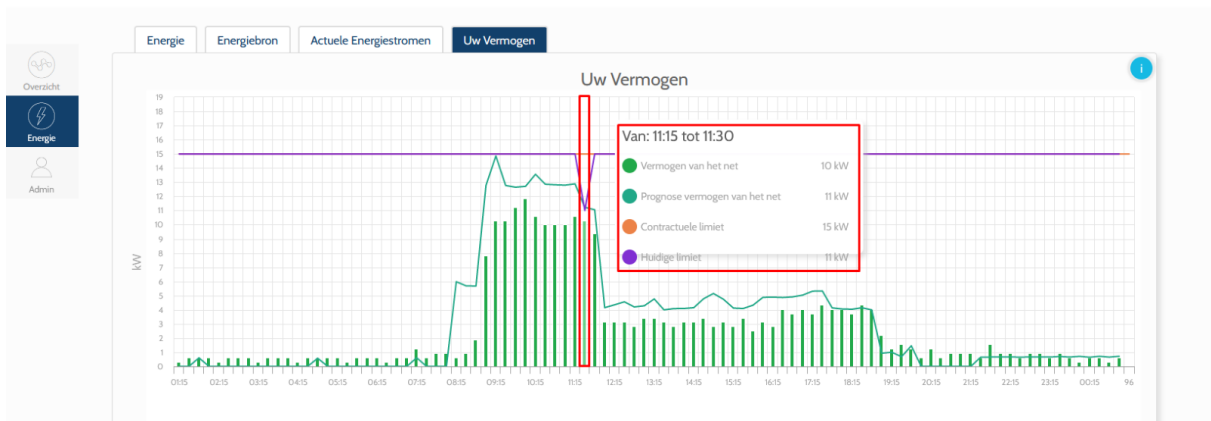 Energie Energiebron Actuele Energiestromen Uw Vermogen
Overzicht
Energie
Admin
i
Uw Vermogen
kW
19
18
17
16
15
14
13
12
11
10
9
8
7
6
5
4
3
2
1
0
Van: 11:15 tot 11:30
Vermogen van het net 10 kW
Prognose vermogen van het net 11 kW
Contractuele limiet 15 kW
Huidige limiet 11 kW
01:15 02:15 03:15 04:15 05:15 06:15 07:15 08:15 09:15 10:15 11:15 12:15 13:15 14:15 15:15 16:15 17:15 18:15 19:15 20:15 21:15 22:15 23:15 00:15 96